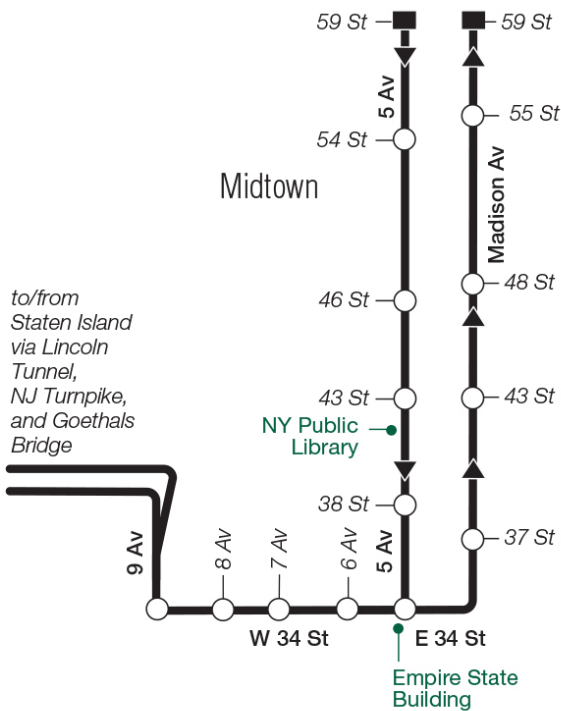 59 St
59 St
5 Av
55 St
54 St
Madison Av
Midtown
48 St
46 St
to/from
Staten Island
via Lincoln
Tunnel,
NJ Turnpike,
and Goethals
Bridge
43 St
43 St
NY Public
Library
38 St
37 St
9 Av
8 Av
7 Av
6 Av
5 Av
W 34 St
E 34 St
Empire State
Building